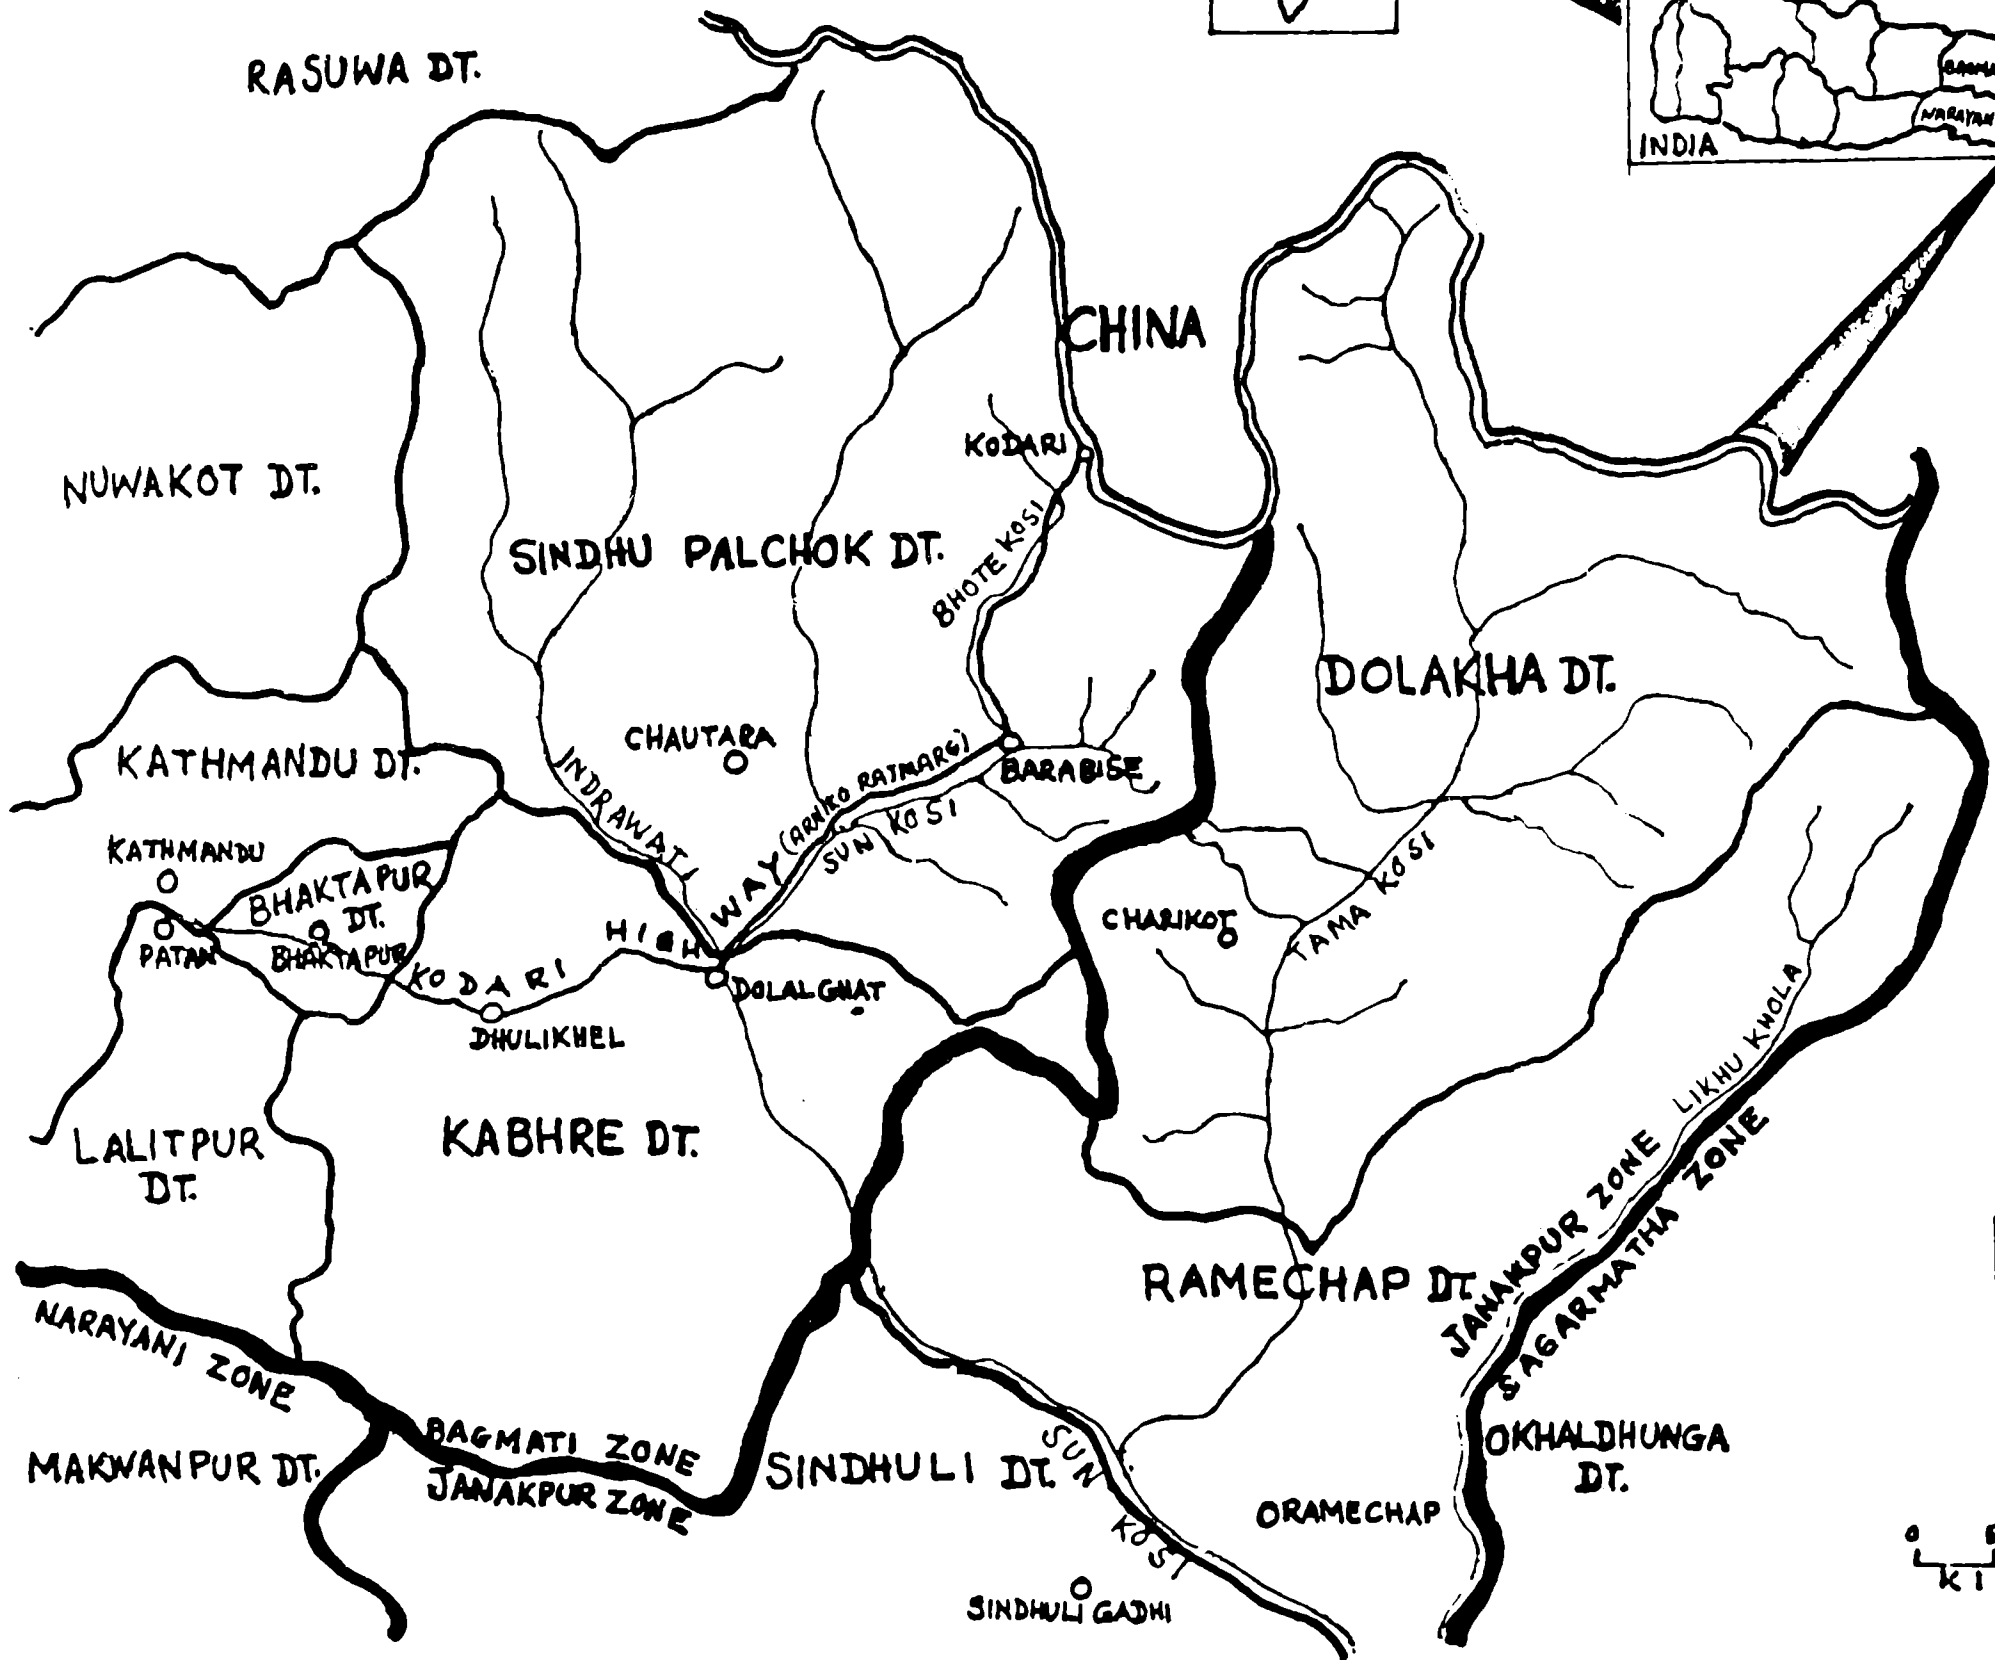 RASUWA DT.
INDIA
CHINA
KODARI
NUWAKOT DT.
BHOTE KOSI
SINDHU PALCHOK DT.
DOLAKHA DT.
CHAUTARA
KATHMANDU DT.
INDRAWATI
BARABISE
(ARNIKO RAJMARG)
SUN KOSI
KATHMANDU
BHAKTAPUR
DT.
TAMA KOSI
CHARIKOT
PATAN
BHAKTAPUR
KODARI HIGH WAY
DOLALGHAT
DHULIKHEL
LIKHU KHOLA
LALITPUR
DT.
KABHRE DT.
JANAKPUR ZONE
SAGARMATHA ZONE
RAMECHAP DT.
NARAYANI ZONE
MAKWANPUR DT.
BAGMATI ZONE
JANAKPUR ZONE
SINDHULI DT.
SUN KOSI
OKHALDHUNGA
DT.
ORAMECHAP
SINDHULI GADHI
0